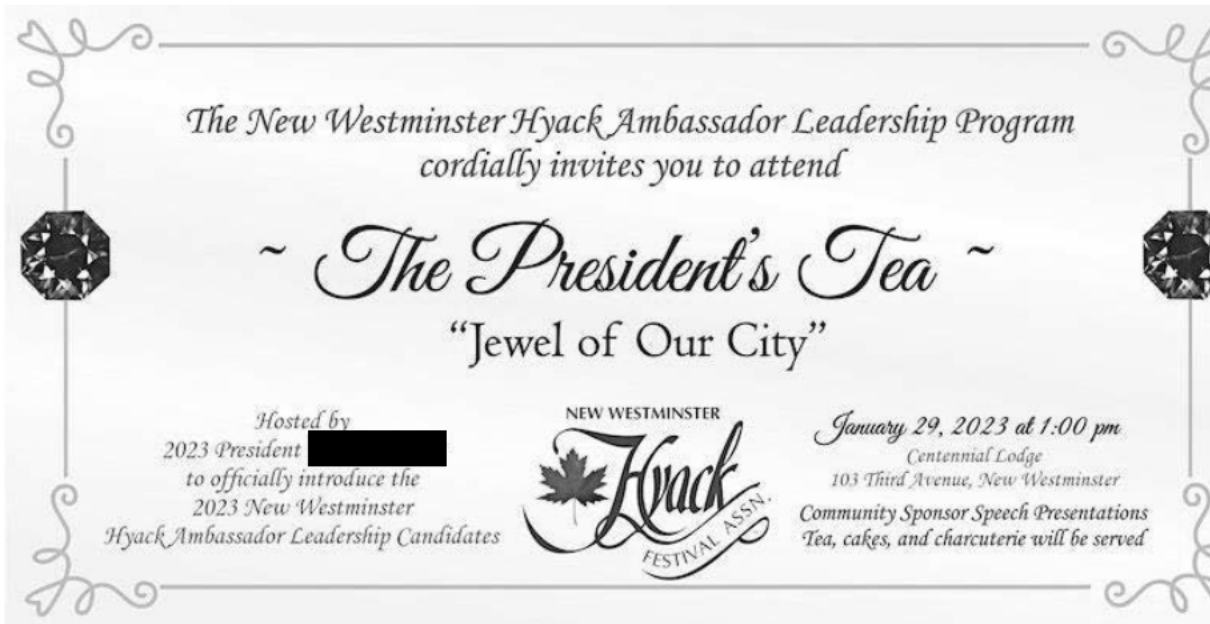 The New Westminster Hyack Ambassador Leadership Program
cordially invites you to attend
~ The President's Tea ~
“Jewel of Our City”
Hosted by
2023 President
to officially introduce the
2023 New Westminster
Hyack Ambassador Leadership Candidates
NEW WESTMINSTER
Hyack
FESTIVAL ASSN.
January 29, 2023 at 1:00 pm
Centennial Lodge
103 Third Avenue, New Westminster
Community Sponsor Speech Presentations
Tea, cakes, and charcuterie will be served